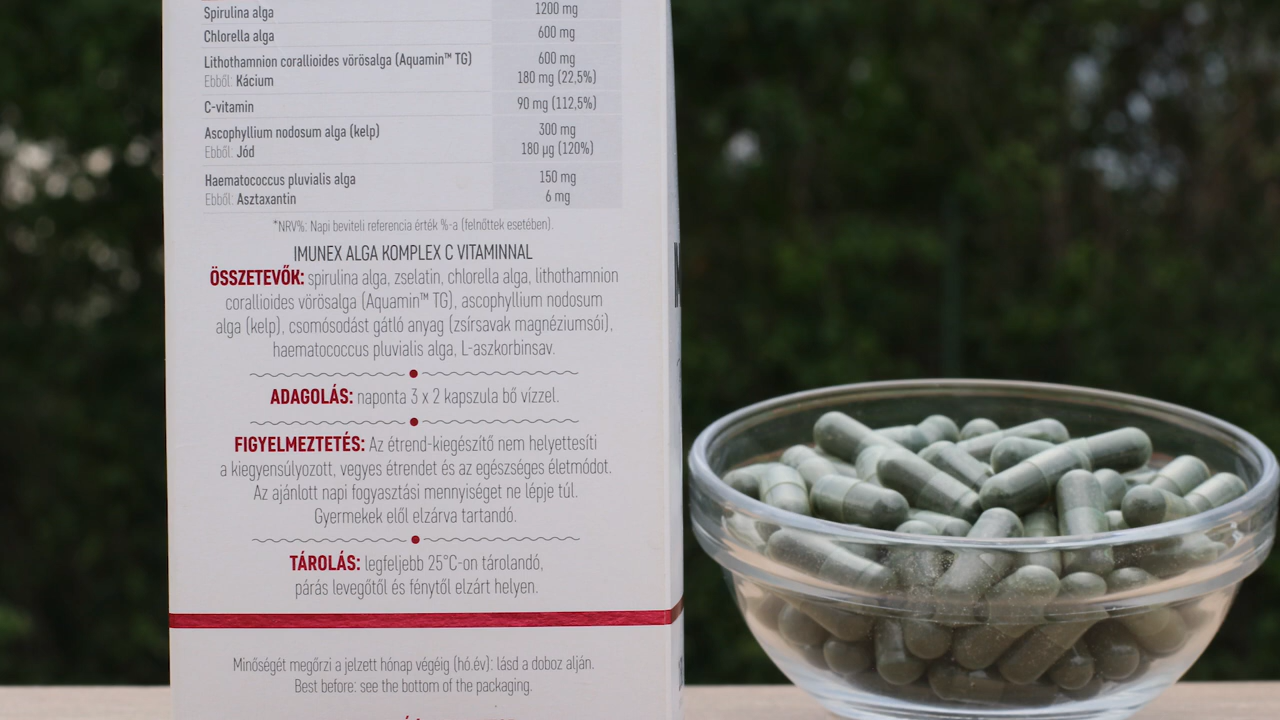 Spirulina alga 1200 mg
Chlorella alga 600 mg
Lithothamnion corallioides vörösalga (Aquamin™ TG) 600 mg
Ebből: Kácium 180 mg (22,5%)
C-vitamin 90 mg (112,5%)
Ascophyllium nodosum alga (kelp) 300 mg
Ebből: Jód 180 µg (120%)
Haematococcus pluvialis alga 150 mg
Ebből: Asztaxantin 6 mg
*NRV%: Napi beviteli referencia érték %-a (felnőttek esetében).
IMUNEX ALGA KOMPLEX C VITAMINNAL
ÖSSZETEVŐK: spirulina alga, zselatin, chlorella alga, lithothamnion
corallioides vörösalga (Aquamin™ TG), ascophyllium nodosum
alga (kelp), csomósodást gátló anyag (zsírsavak magnéziumsói),
haematococcus pluvialis alga, L-aszkorbinsav.
ADAGOLÁS: naponta 3 x 2 kapszula bő vízzel.
FIGYELMEZTETÉS: Az étrend-kiegészítő nem helyettesíti
a kiegyensúlyozott, vegyes étrendet és az egészséges életmódot.
Az ajánlott napi fogyasztási mennyiséget ne lépje túl.
Gyermekek elől elzárva tartandó.
TÁROLÁS: legfeljebb 25°C-on tárolandó,
párás levegőtől és fénytől elzárt helyen.
Minőségét megőrzi a jelzett hónap végéig (hó.év): lásd a doboz alján.
Best before: see the bottom of the packaging.